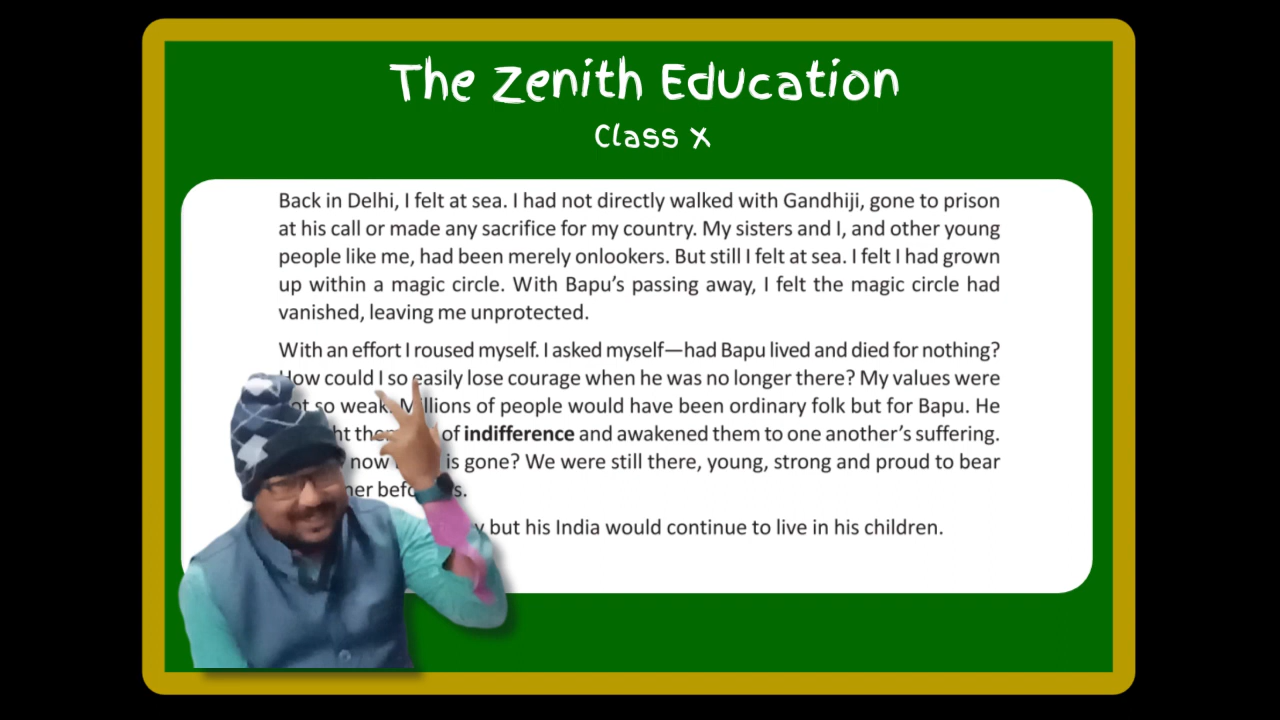 The Zenith Education
Class X
Back in Delhi, I felt at sea. I had not directly walked with Gandhiji, gone to prison
at his call or made any sacrifice for my country. My sisters and I, and other young
people like me, had been merely onlookers. But still I felt at sea. I felt I had grown
up within a magic circle. With Bapu's passing away, I felt the magic circle had
vanished, leaving me unprotected.
With an effort I roused myself. I asked myself—had Bapu lived and died for nothing?
How could I so easily lose courage when he was no longer there? My values were
so weak. Millions of people would have been ordinary folk but for Bapu. He
of indifference and awakened them to one another's suffering.
now is gone? We were still there, young, strong and proud to bear
but his India would continue to live in his children.